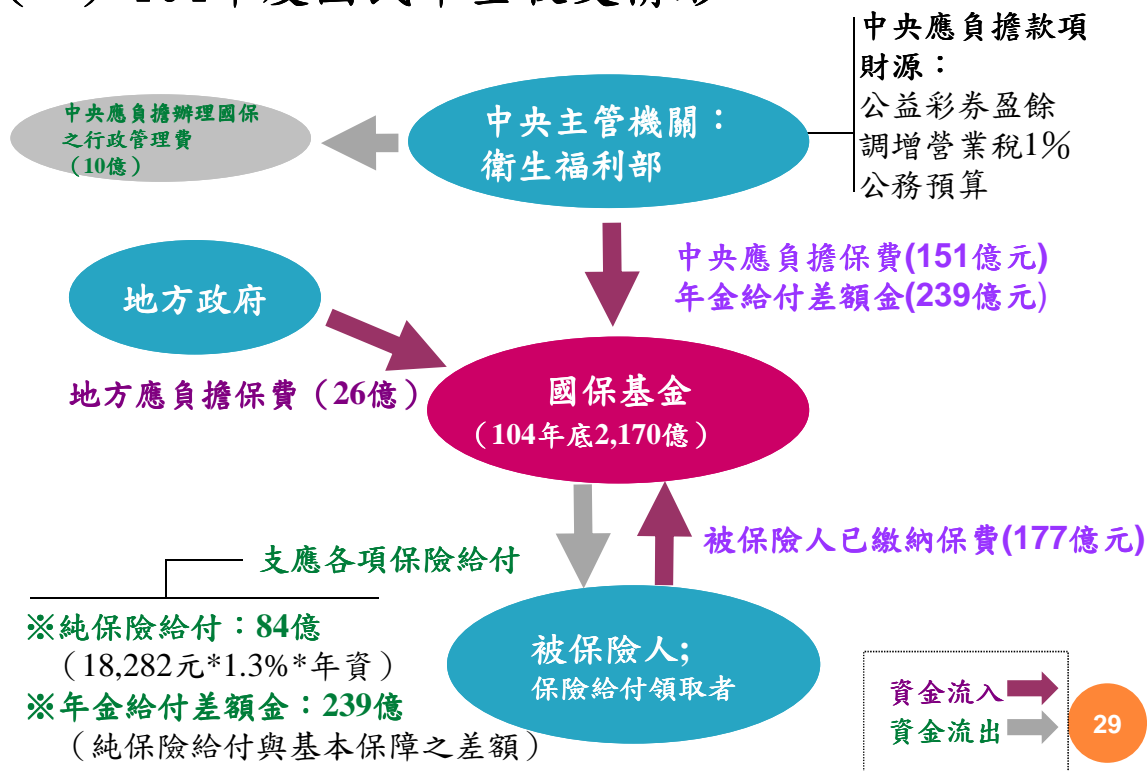 中央應負擔款項
財源：
公益彩券盈餘
調增營業稅1%
公務預算
中央應負擔辦理國保
之行政管理費
（10億）
中央主管機關：
衛生福利部
中央應負擔保費(151億元)
年金給付差額金(239億元)
地方政府
地方應負擔保費（26億）
國保基金
（104年底2,170億）
被保險人已繳納保費(177億元)
支應各項保險給付
※純保險給付：84億
（18,282元*1.3%*年資）
※年金給付差額金：239億
（純保險給付與基本保障之差額）
被保險人;
保險給付領取者
資金流入
資金流出
29